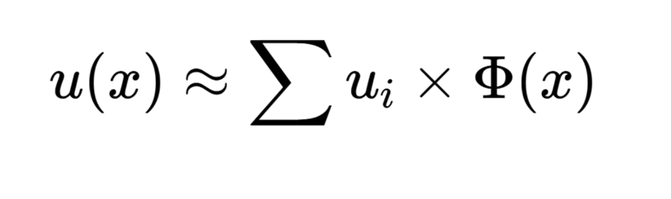 u(x) ≈ ∑ uᵢ × Φ(x)